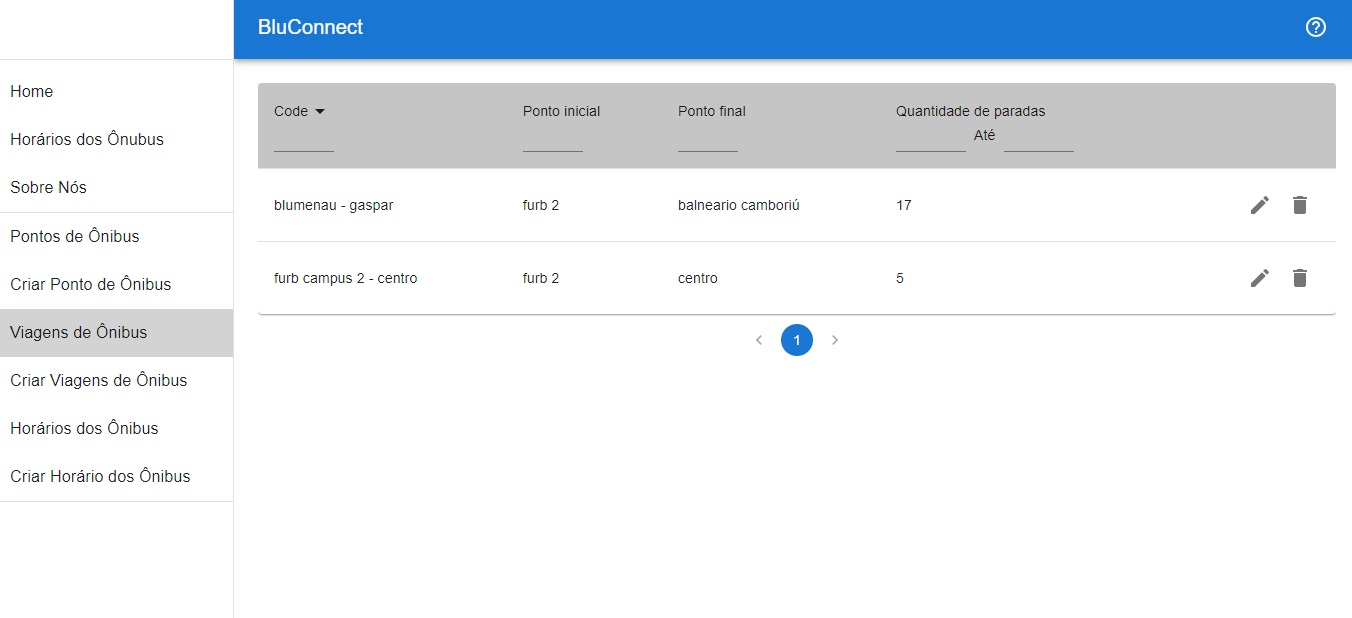 BluConnect
Home
Horários dos Ônubus
Sobre Nós
Pontos de Ônibus
Criar Ponto de Ônibus
Viagens de Ônibus
Criar Viagens de Ônibus
Horários dos Ônibus
Criar Horário dos Ônibus
Code Ponto inicial Ponto final Quantidade de paradas
Até
blumenau - gaspar furb 2 balneario camboriú 17
furb campus 2 - centro furb 2 centro 5
1